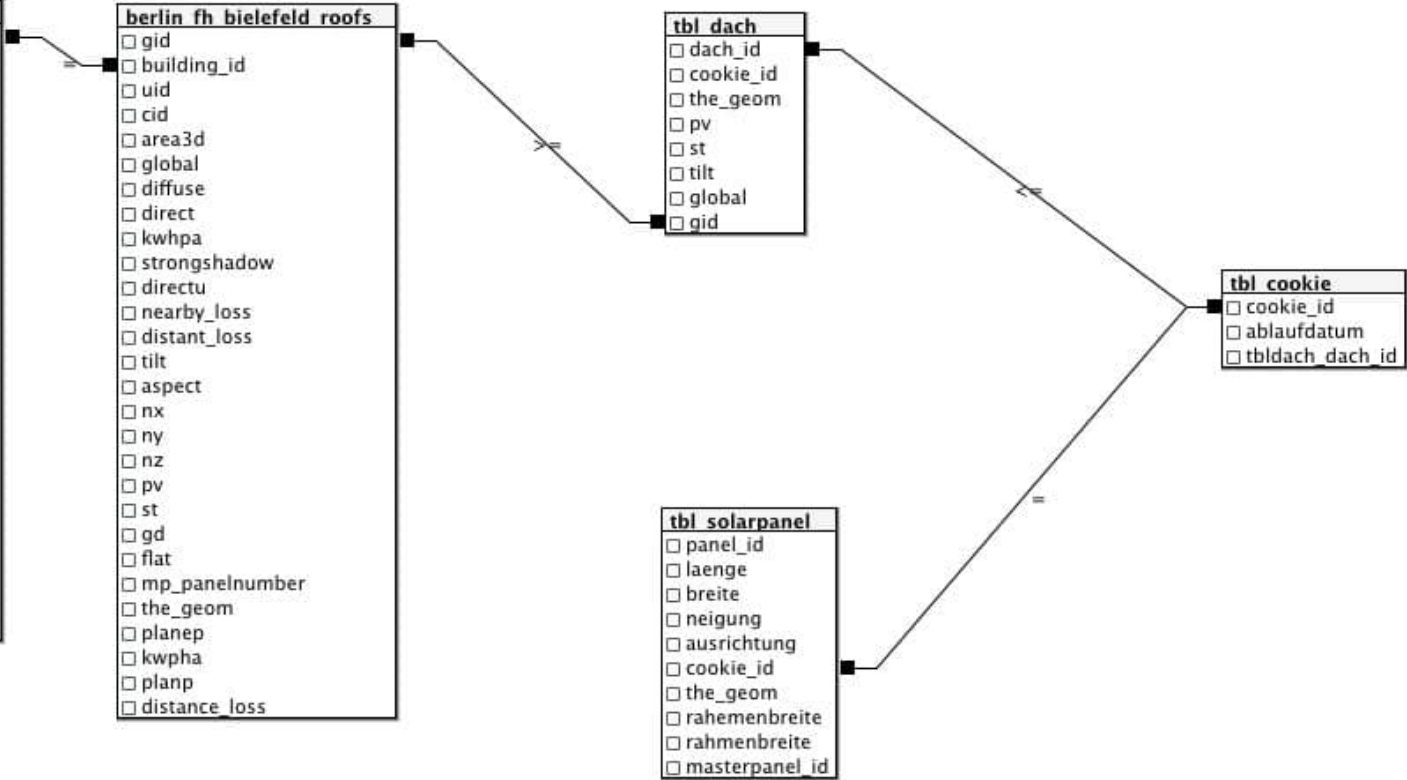 berlin_fh_bielefeld_roofs
gid
building_id
uid
cid
area3d
global
diffuse
direct
kwhpa
strongshadow
directu
nearby_loss
distant_loss
tilt
aspect
nx
ny
nz
pv
st
gd
flat
mp_panelnumber
the_geom
planep
kwpha
planp
distance_loss
=
>=
tbl_dach
dach_id
cookie_id
the_geom
pv
st
tilt
global
gid
<=
tbl_cookie
cookie_id
ablaufdatum
tbldach_dach_id
=
tbl_solarpanel
panel_id
laenge
breite
neigung
ausrichtung
cookie_id
the_geom
rahemenbreite
rahmenbreite
masterpanel_id